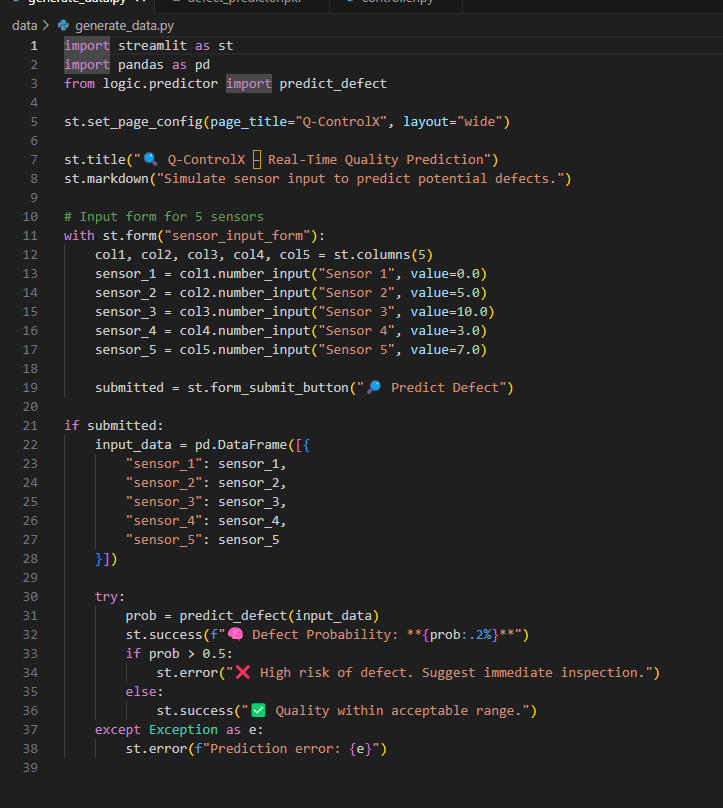 generate_data.py
defect_predictor.pkl
controller.py
data > generate_data.py
1 import streamlit as st
2 import pandas as pd
3 from logic.predictor import predict_defect
4
5 st.set_page_config(page_title="Q-ControlX", layout="wide")
6
7 st.title("🔍 Q-ControlX – Real-Time Quality Prediction")
8 st.markdown("Simulate sensor input to predict potential defects.")
9
10 # Input form for 5 sensors
11 with st.form("sensor_input_form"):
12     col1, col2, col3, col4, col5 = st.columns(5)
13     sensor_1 = col1.number_input("Sensor 1", value=0.0)
14     sensor_2 = col2.number_input("Sensor 2", value=5.0)
15     sensor_3 = col3.number_input("Sensor 3", value=10.0)
16     sensor_4 = col4.number_input("Sensor 4", value=3.0)
17     sensor_5 = col5.number_input("Sensor 5", value=7.0)
18
19     submitted = st.form_submit_button("🔎 Predict Defect")
20
21 if submitted:
22     input_data = pd.DataFrame([{
23         "sensor_1": sensor_1,
24         "sensor_2": sensor_2,
25         "sensor_3": sensor_3,
26         "sensor_4": sensor_4,
27         "sensor_5": sensor_5
28     }])
29
30     try:
31         prob = predict_defect(input_data)
32         st.success(f"🧠 Defect Probability: **{prob:.2%}**")
33         if prob > 0.5:
34             st.error("❌ High risk of defect. Suggest immediate inspection.")
35         else:
36             st.success("✅ Quality within acceptable range.")
37     except Exception as e:
38         st.error(f"Prediction error: {e}")
39